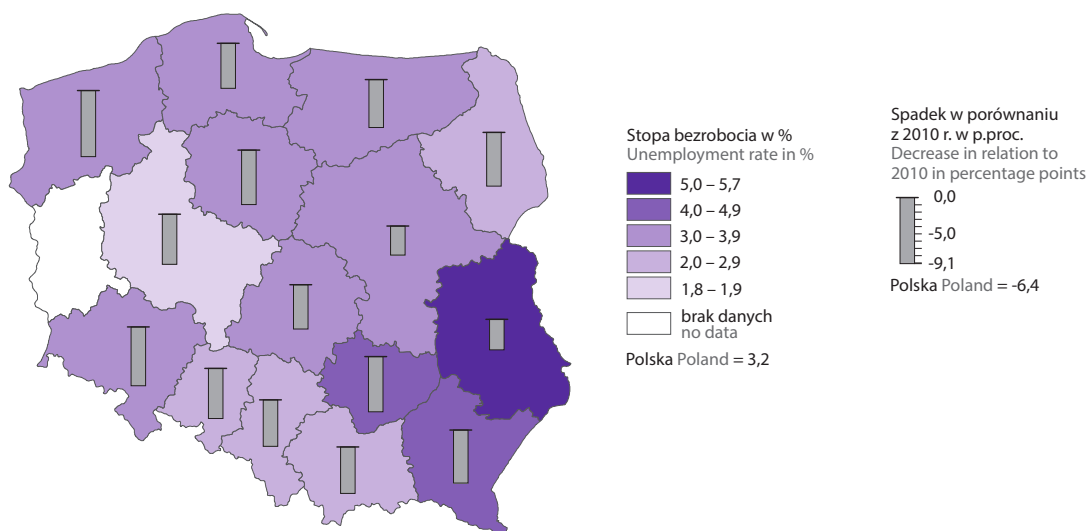 Stopa bezrobocia w %
Unemployment rate in %
5,0 – 5,7
4,0 – 4,9
3,0 – 3,9
2,0 – 2,9
1,8 – 1,9
brak danych
no data
Polska Poland = 3,2
Spadek w porównaniu
z 2010 r. w p.proc.
Decrease in relation to
2010 in percentage points
0,0
-5,0
-9,1
Polska Poland = -6,4